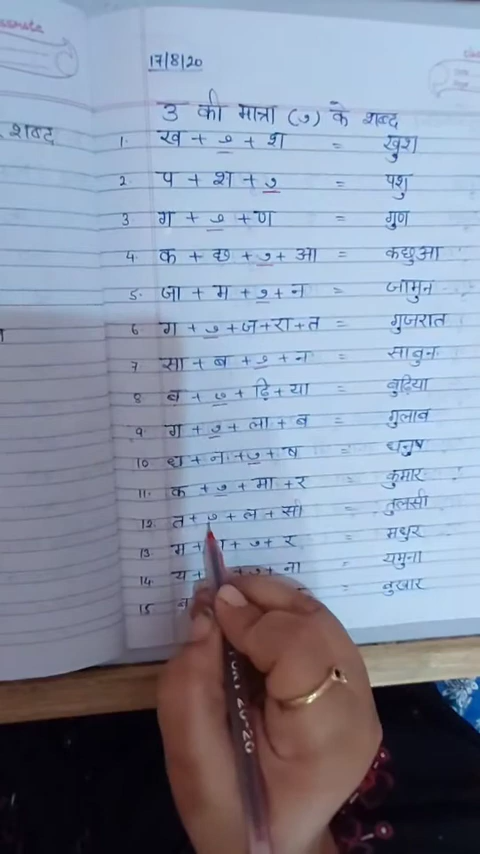 शब्द
17/8/20
उ की मात्रा (ु) के शब्द
1. ख + ु + श = खुश
2. प + श + ु = पशु
3 ग + ु + ण = गुण
4. क + छ + ु + आ = कछुआ
5. जा + म + ु + न = जामुन
6 ग + ु + ज + रा + त = गुजरात
7 सा + ब + ु + न = साबुन
8 ब + ु + ढ़ि + या = बुढ़िया
9 ग + ु + ला + ब = गुलाब
10 ध + न + ु + ष = धनुष
11. क + ु + मा + र = कुमार
12. त + ु + ल + सी = तुलसी
13. म + + ु + र = मधुर
14. य + + ु + ना = यमुना
15. ब = बुखार